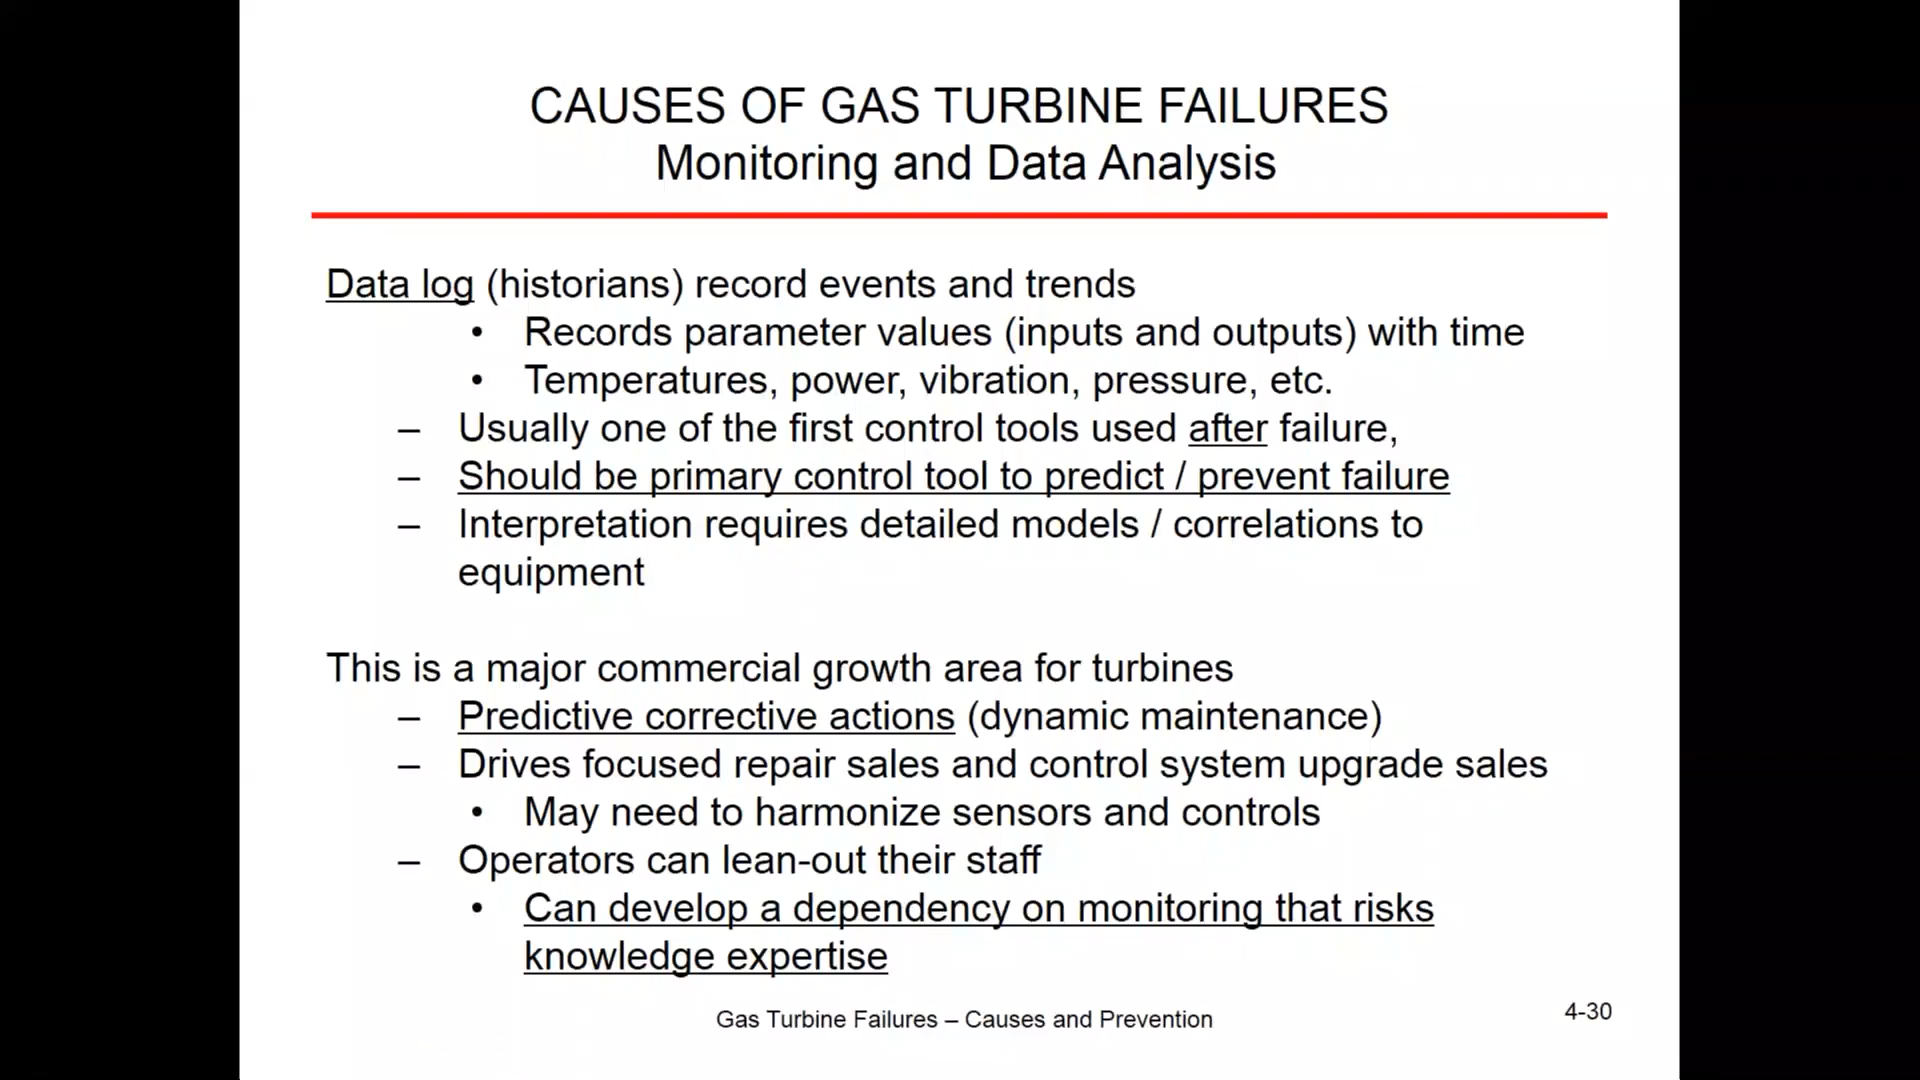 CAUSES OF GAS TURBINE FAILURES
Monitoring and Data Analysis
Data log (historians) record events and trends
• Records parameter values (inputs and outputs) with time
• Temperatures, power, vibration, pressure, etc.
– Usually one of the first control tools used after failure,
– Should be primary control tool to predict / prevent failure
– Interpretation requires detailed models / correlations to
equipment
This is a major commercial growth area for turbines
– Predictive corrective actions (dynamic maintenance)
– Drives focused repair sales and control system upgrade sales
• May need to harmonize sensors and controls
– Operators can lean-out their staff
• Can develop a dependency on monitoring that risks
knowledge expertise
Gas Turbine Failures – Causes and Prevention
4-30